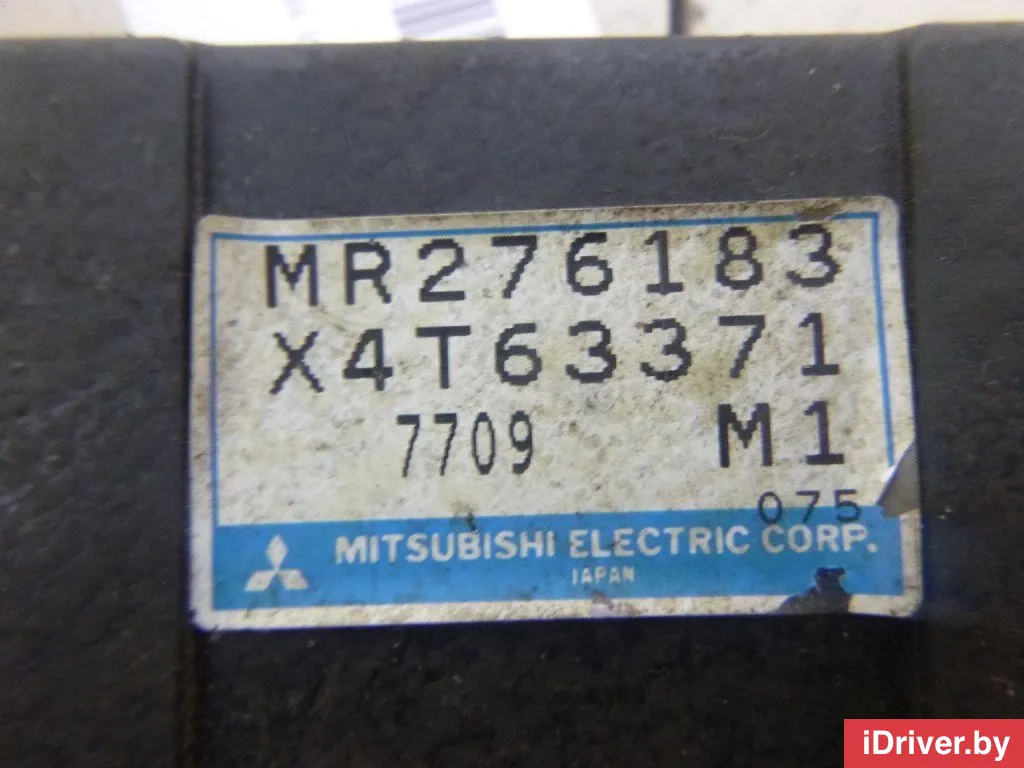 MR276183
X4T63371
7709 M1
075
MITSUBISHI ELECTRIC CORP.
JAPAN
iDriver.by